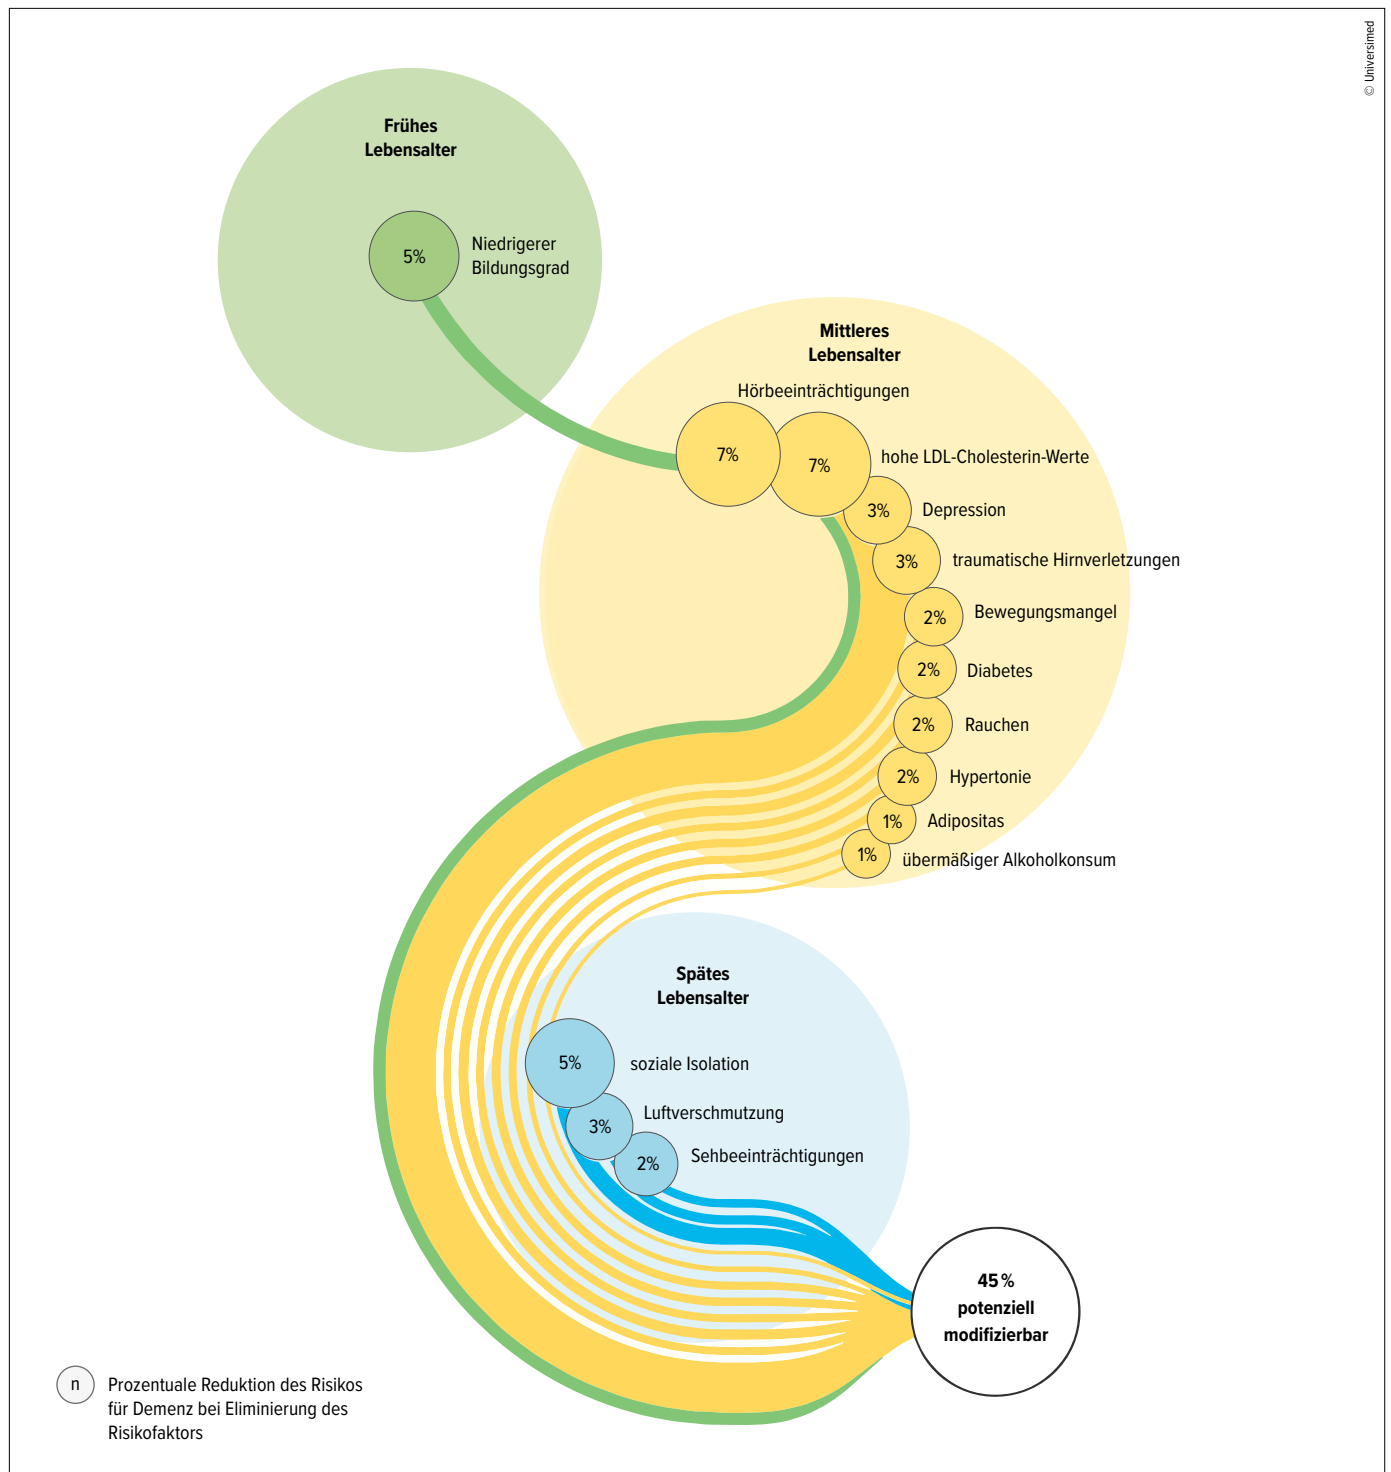 © Universimed
Frühes
Lebensalter
5%
Niedrigerer
Bildungsgrad
Mittleres
Lebensalter
Hörbeeinträchtigungen
7%
7%
hohe LDL-Cholesterin-Werte
3%
Depression
3%
traumatische Hirnverletzungen
2%
Bewegungsmangel
2%
Diabetes
2%
Rauchen
2%
Hypertonie
1%
Adipositas
1%
übermäßiger Alkoholkonsum
Spätes
Lebensalter
5%
soziale Isolation
3%
Luftverschmutzung
2%
Sehbeeinträchtigungen
45 %
potenziell
modifizierbar
n
Prozentuale Reduktion des Risikos
für Demenz bei Eliminierung des
Risikofaktors